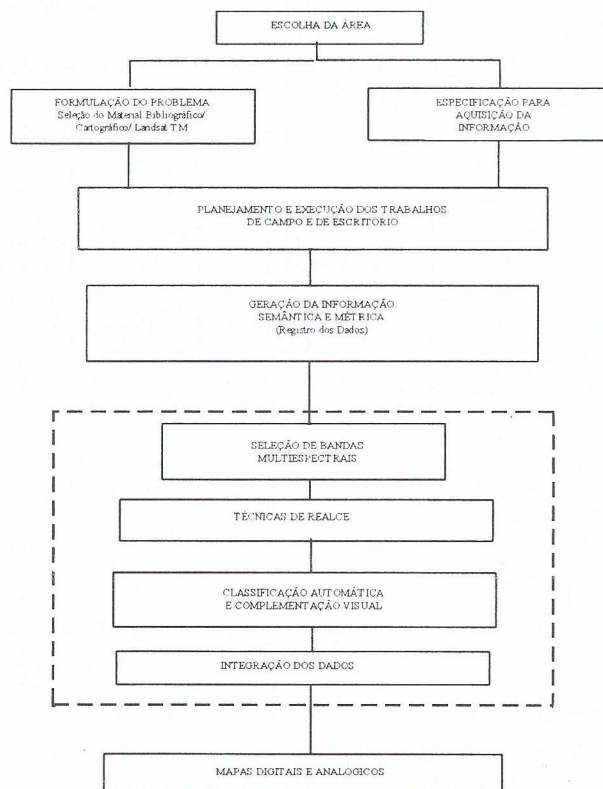 ESCOLHA DA ÁREA
FORMULAÇÃO DO PROBLEMA
Seleção do Material Bibliográfico/
Cartográfico/ Landsat TM
ESPECIFICAÇÃO PARA
AQUISIÇÃO DA
INFORMAÇÃO
PLANEJAMENTO E EXECUÇÃO DOS TRABALHOS
DE CAMPO E DE ESCRITORIO
GERAÇÃO DA INFORMAÇÃO
SEMÂNTICA E MÉTRICA
(Registro dos Dados)
SELEÇÃO DE BANDAS
MULTIESPECTRAIS
TÉCNICAS DE REALCE
CLASSIFICAÇÃO AUTOMÁTICA
E COMPLEMENTAÇÃO VISUAL
INTEGRAÇÃO DOS DADOS
MAPAS DIGITAIS E ANALOGICOS